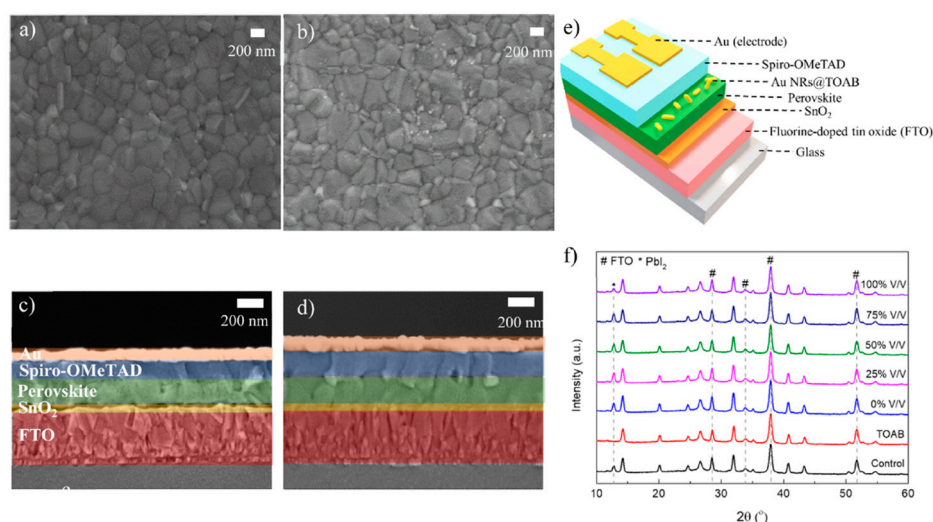 a)
200 nm
b)
200 nm
e)
Au (electrode)
Spiro-OMeTAD
Au NRs@TOAB
Perovskite
SnO₂
Fluorine-doped tin oxide (FTO)
Glass
c)
200 nm
Au
Spiro-OMeTAD
Perovskite
SnO₂
FTO
d)
200 nm
f)
# FTO * PbI₂
#
#
#
#
*
100% V/V
75% V/V
50% V/V
25% V/V
0% V/V
TOAB
Control
Intensity (a.u.)
10 20 30 40 50 60
2θ (°)